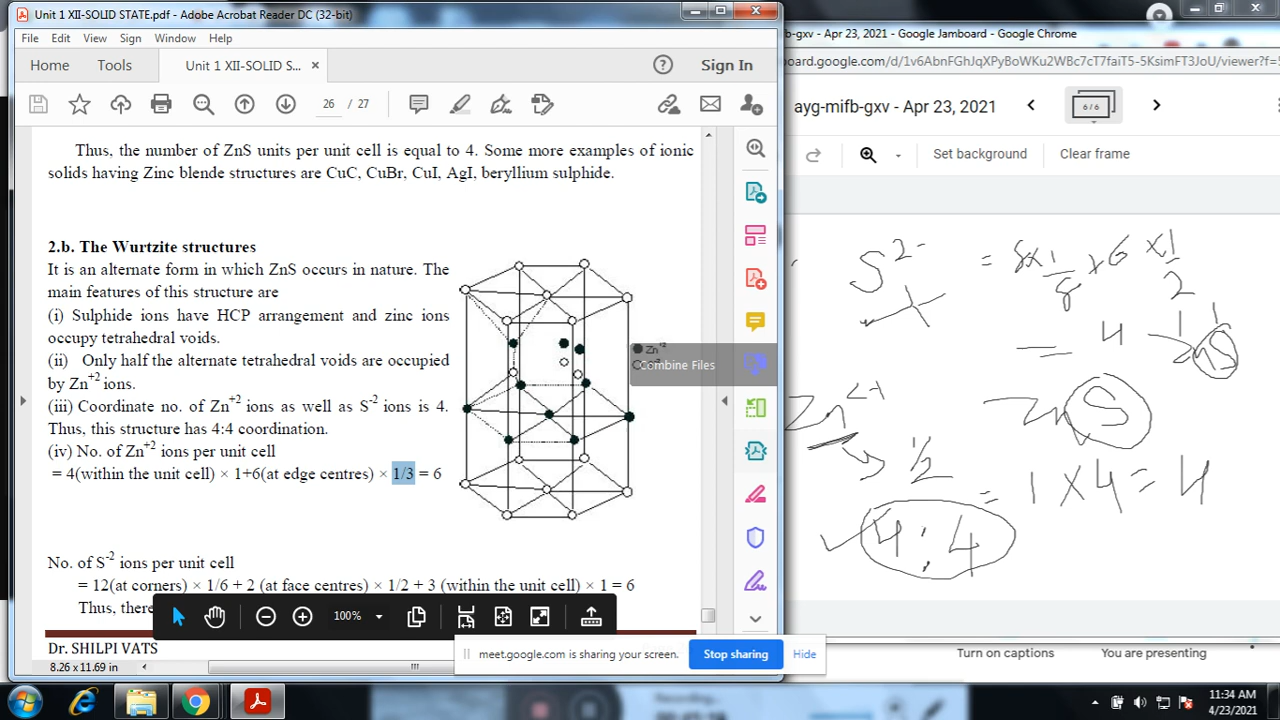 Unit 1 XII-SOLID STATE.pdf - Adobe Acrobat Reader DC (32-bit)
File Edit View Sign Window Help
Home Tools Unit 1 XII-SOLID S... × Sign In
26 / 27
Thus, the number of ZnS units per unit cell is equal to 4. Some more examples of ionic
solids having Zinc blende structures are CuC, CuBr, CuI, AgI, beryllium sulphide.
2.b. The Wurtzite structures
It is an alternate form in which ZnS occurs in nature. The
main features of this structure are
(i) Sulphide ions have HCP arrangement and zinc ions
occupy tetrahedral voids.
(ii) Only half the alternate tetrahedral voids are occupied
by Zn+2 ions.
(iii) Coordinate no. of Zn+2 ions as well as S-2 ions is 4.
Thus, this structure has 4:4 coordination.
(iv) No. of Zn+2 ions per unit cell
= 4(within the unit cell) × 1+6(at edge centres) × 1/3 = 6
Zn+2
Combine Files
No. of S-2 ions per unit cell
= 12(at corners) × 1/6 + 2 (at face centres) × 1/2 + 3 (within the unit cell) × 1 = 6
Thus, there
100%
Dr. SHILPI VATS
8.26 x 11.69 in
meet.google.com is sharing your screen. Stop sharing Hide
b-gxv - Apr 23, 2021 - Google Jamboard - Google Chrome
board.google.com/d/1v6AbnFGhJqXPyBoWKu2WBc7cT7faiT5-5KsimFT3JoU/viewer?f=
ayg-mifb-gxv - Apr 23, 2021
6 / 6
Set background Clear frame
S2- = 8×1/8 + 6 ×1/2
= 4 ZnS
Zn2+ ZnS
1/2 = 1 × 4 = 4
4 : 4
Turn on captions You are presenting
Recording...
11:34 AM
4/23/2021